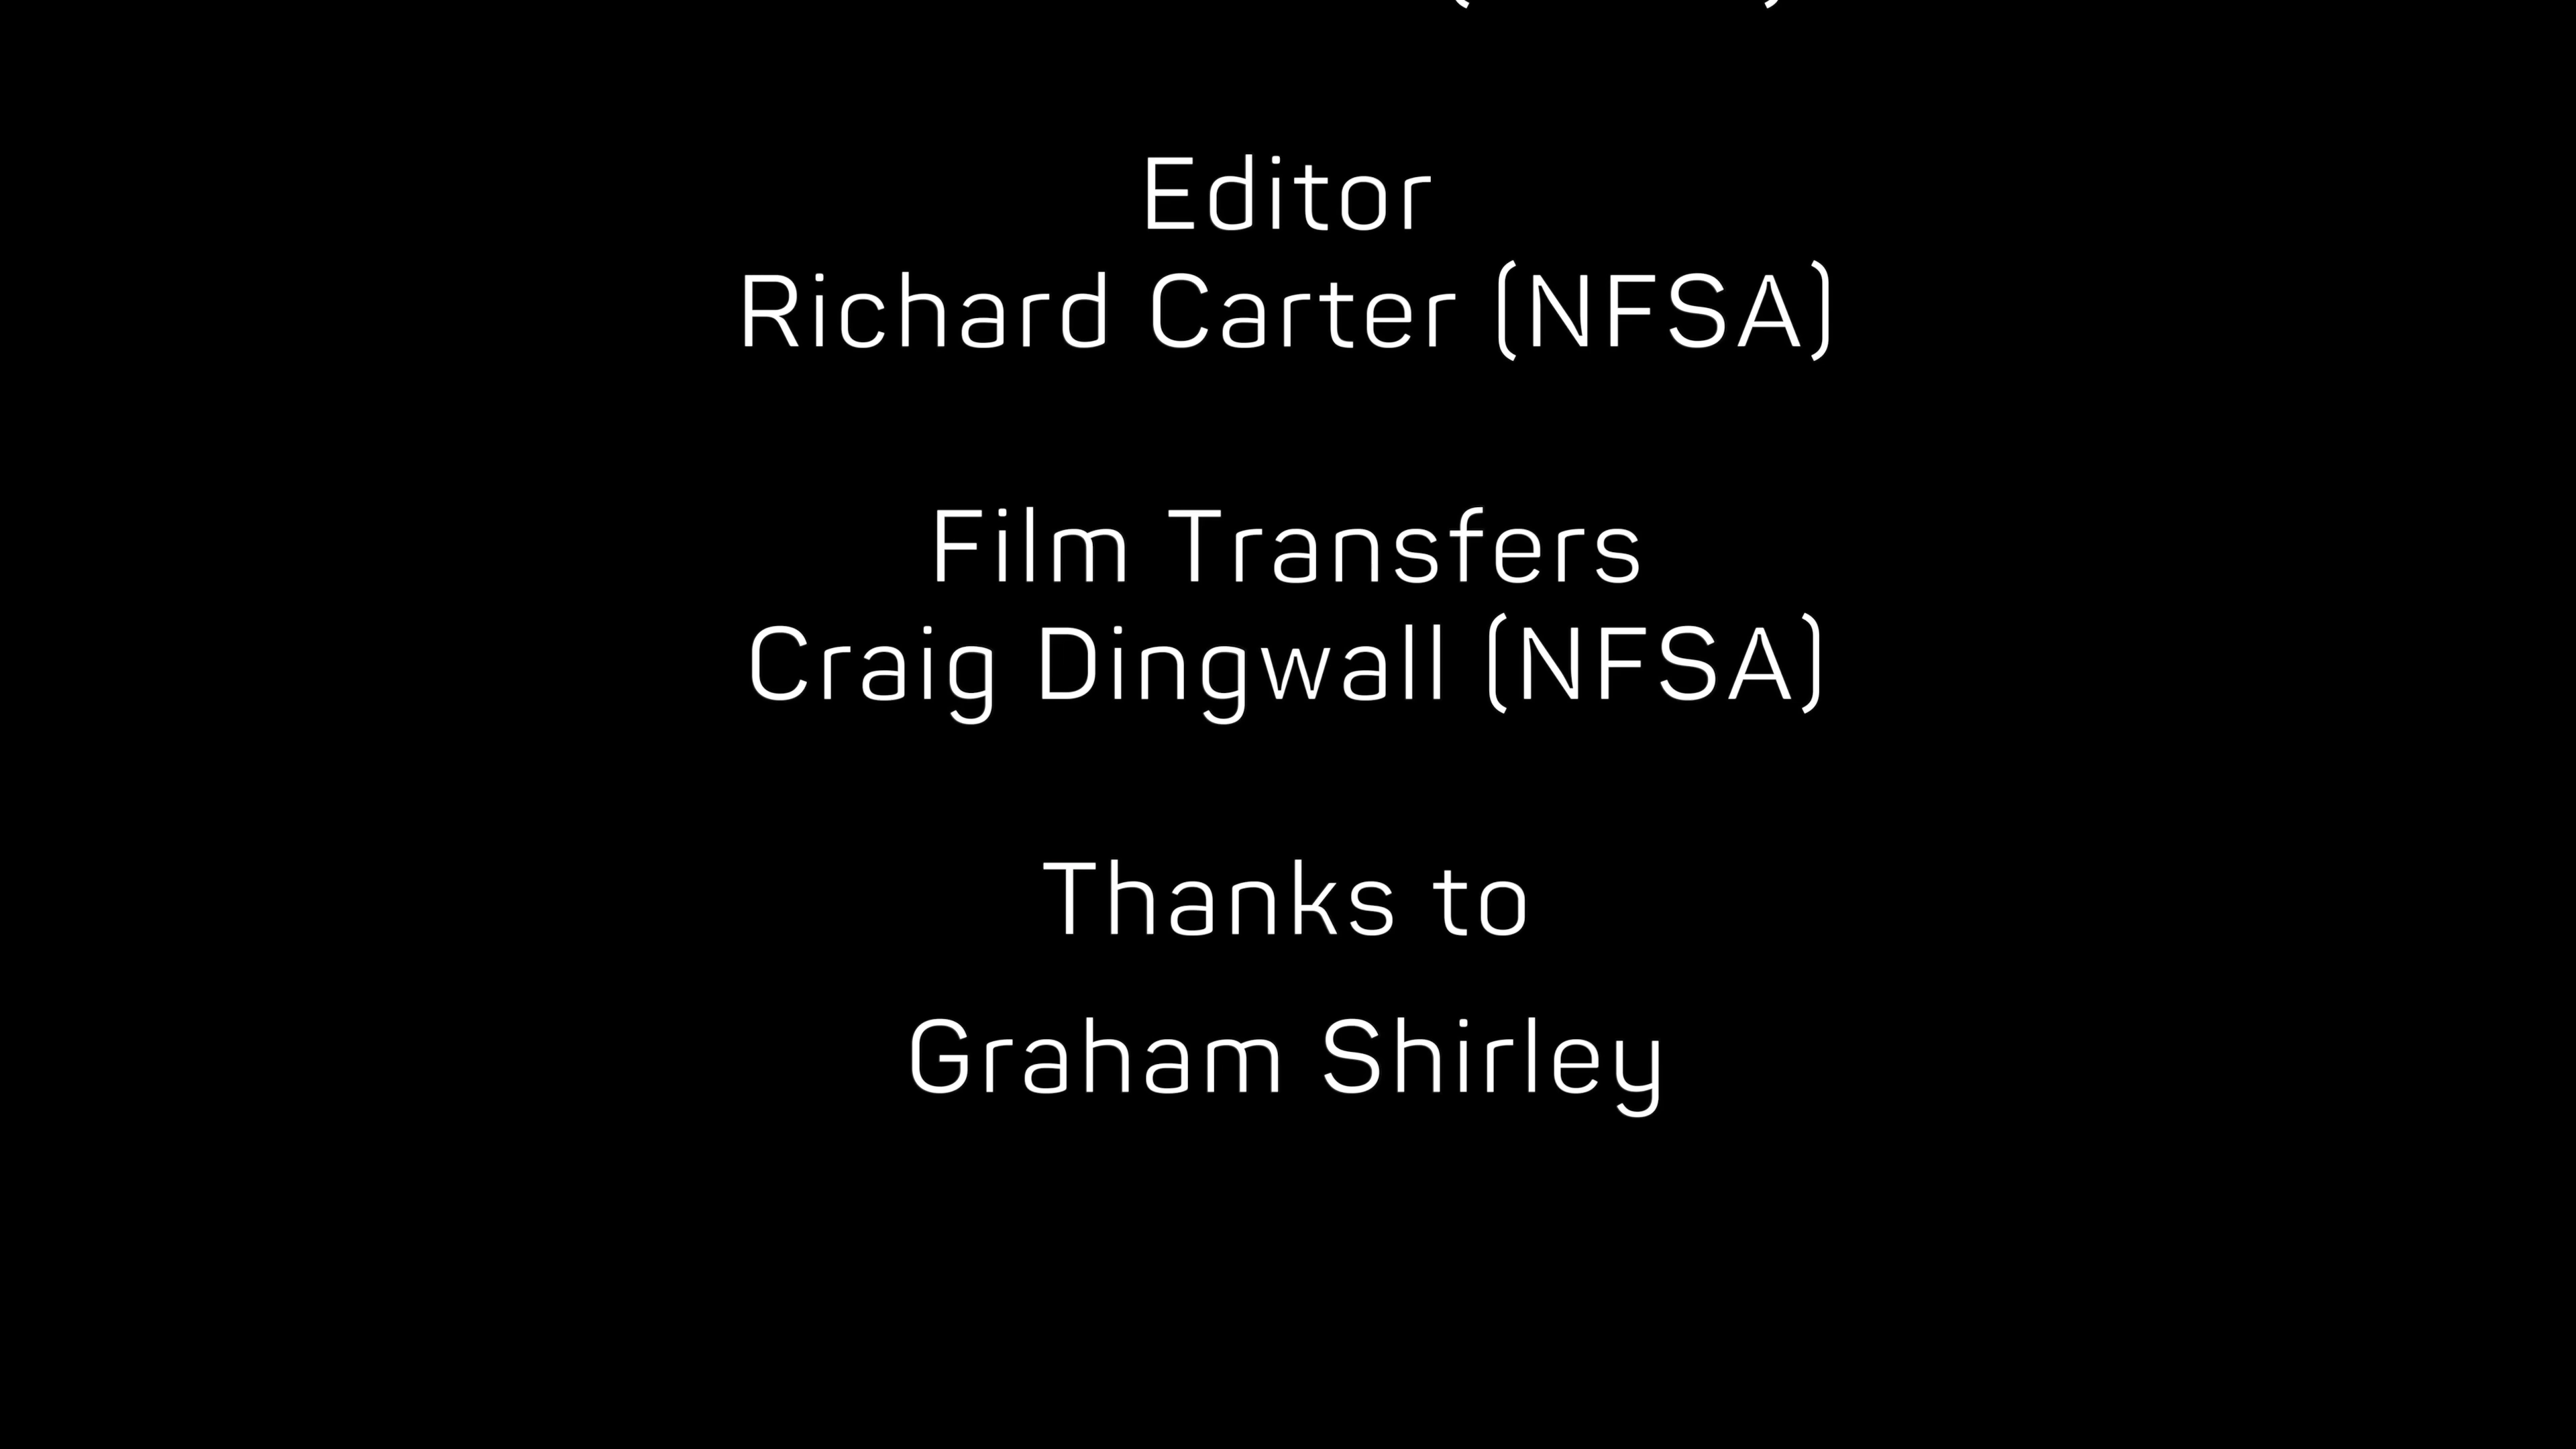 Editor
Richard Carter (NFSA)
Film Transfers
Craig Dingwall (NFSA)
Thanks to
Graham Shirley